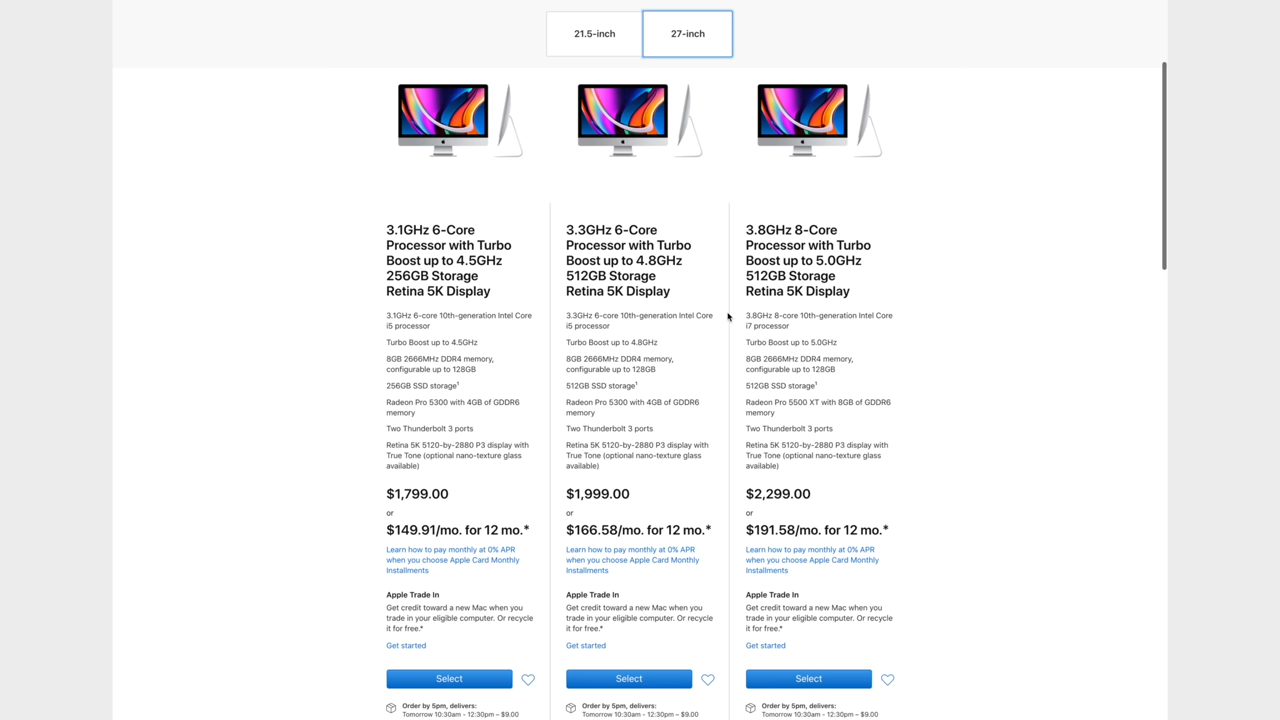 21.5-inch
27-inch
3.1GHz 6-Core
Processor with Turbo
Boost up to 4.5GHz
256GB Storage
Retina 5K Display
3.1GHz 6-core 10th-generation Intel Core
i5 processor
Turbo Boost up to 4.5GHz
8GB 2666MHz DDR4 memory,
configurable up to 128GB
256GB SSD storage1
Radeon Pro 5300 with 4GB of GDDR6
memory
Two Thunderbolt 3 ports
Retina 5K 5120-by-2880 P3 display with
True Tone (optional nano-texture glass
available)
$1,799.00
or
$149.91/mo. for 12 mo.*
Learn how to pay monthly at 0% APR
when you choose Apple Card Monthly
Installments
Apple Trade In
Get credit toward a new Mac when you
trade in your eligible computer. Or recycle
it for free.*
Get started
Select
Order by 5pm, delivers:
Tomorrow 10:30am - 12:30pm – $9.00
3.3GHz 6-Core
Processor with Turbo
Boost up to 4.8GHz
512GB Storage
Retina 5K Display
3.3GHz 6-core 10th-generation Intel Core
i5 processor
Turbo Boost up to 4.8GHz
8GB 2666MHz DDR4 memory,
configurable up to 128GB
512GB SSD storage1
Radeon Pro 5300 with 4GB of GDDR6
memory
Two Thunderbolt 3 ports
Retina 5K 5120-by-2880 P3 display with
True Tone (optional nano-texture glass
available)
$1,999.00
or
$166.58/mo. for 12 mo.*
Learn how to pay monthly at 0% APR
when you choose Apple Card Monthly
Installments
Apple Trade In
Get credit toward a new Mac when you
trade in your eligible computer. Or recycle
it for free.*
Get started
Select
Order by 5pm, delivers:
Tomorrow 10:30am - 12:30pm – $9.00
3.8GHz 8-Core
Processor with Turbo
Boost up to 5.0GHz
512GB Storage
Retina 5K Display
3.8GHz 8-core 10th-generation Intel Core
i7 processor
Turbo Boost up to 5.0GHz
8GB 2666MHz DDR4 memory,
configurable up to 128GB
512GB SSD storage1
Radeon Pro 5500 XT with 8GB of GDDR6
memory
Two Thunderbolt 3 ports
Retina 5K 5120-by-2880 P3 display with
True Tone (optional nano-texture glass
available)
$2,299.00
or
$191.58/mo. for 12 mo.*
Learn how to pay monthly at 0% APR
when you choose Apple Card Monthly
Installments
Apple Trade In
Get credit toward a new Mac when you
trade in your eligible computer. Or recycle
it for free.*
Get started
Select
Order by 5pm, delivers:
Tomorrow 10:30am - 12:30pm – $9.00